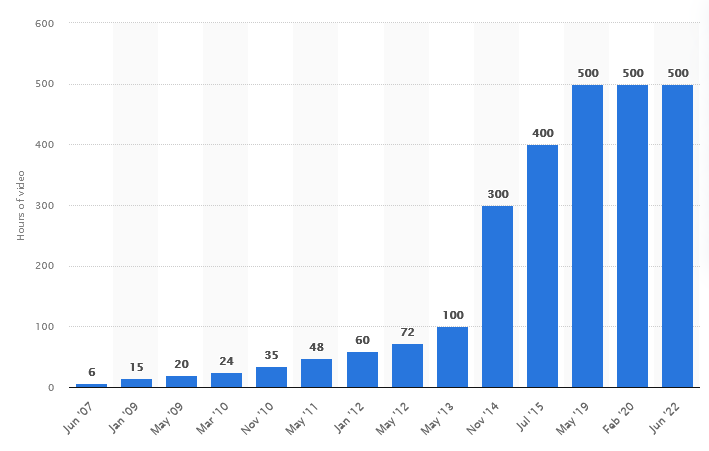 600
500
400
300
200
100
0
Hours of video
6
15
20
24
35
48
60
72
100
300
400
500
500
500
Jun '07
Jan '09
May '09
Mar '10
Nov '10
May '11
Jan '12
May '12
May '13
Nov '14
Jul '15
May '19
Feb '20
Jun '22